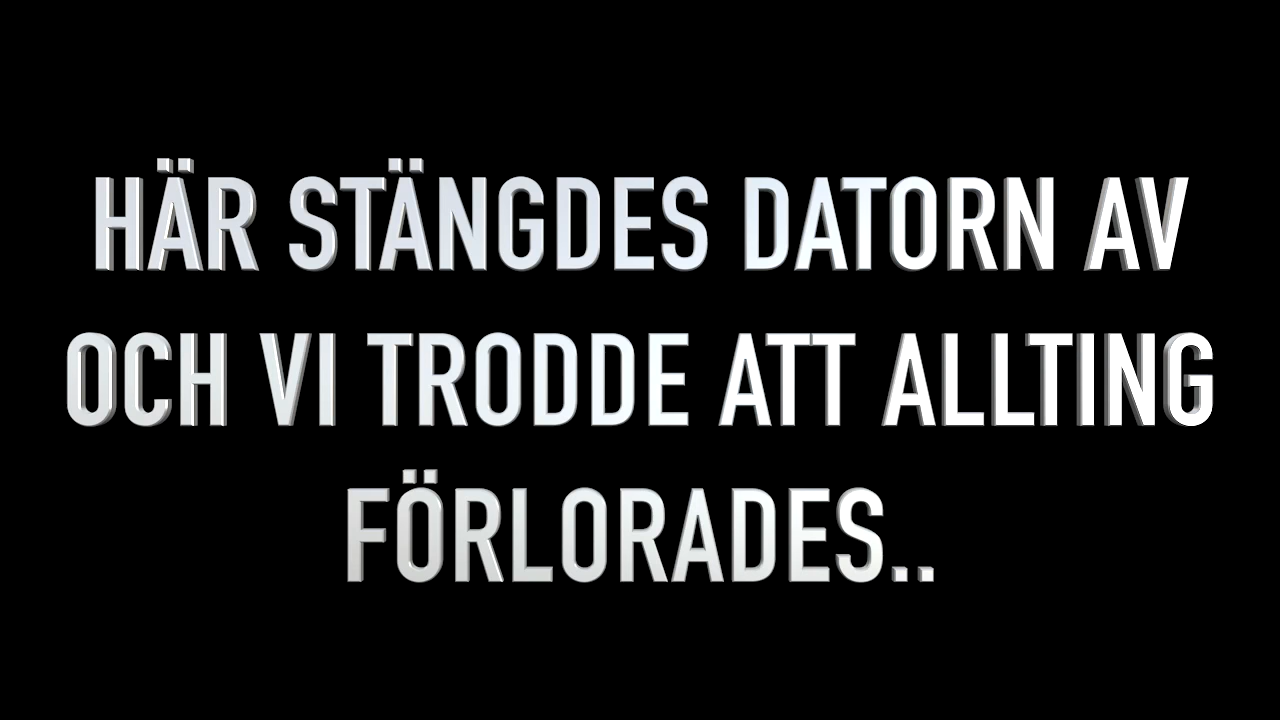 HÄR STÄNGDES DATORN AV
OCH VI TRODDE ATT ALLTING
FÖRLORADES..